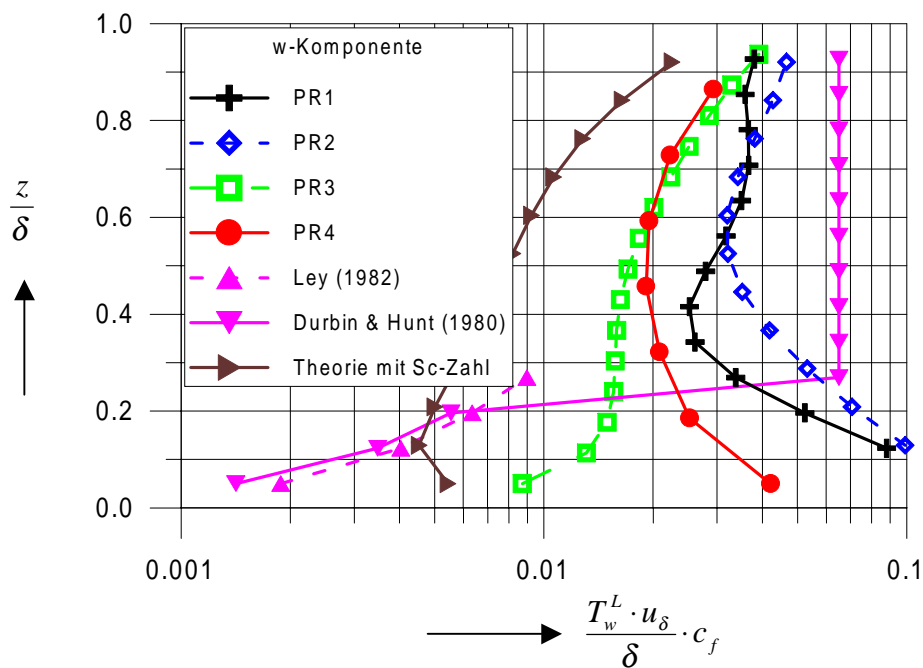 1.0
0.8
0.6
0.4
0.2
0.0
z
δ
w-Komponente
PR1
PR2
PR3
PR4
Ley (1982)
Durbin & Hunt (1980)
Theorie mit Sc-Zahl
0.001 0.01 0.1
T_w^L · u_δ
δ · c_f